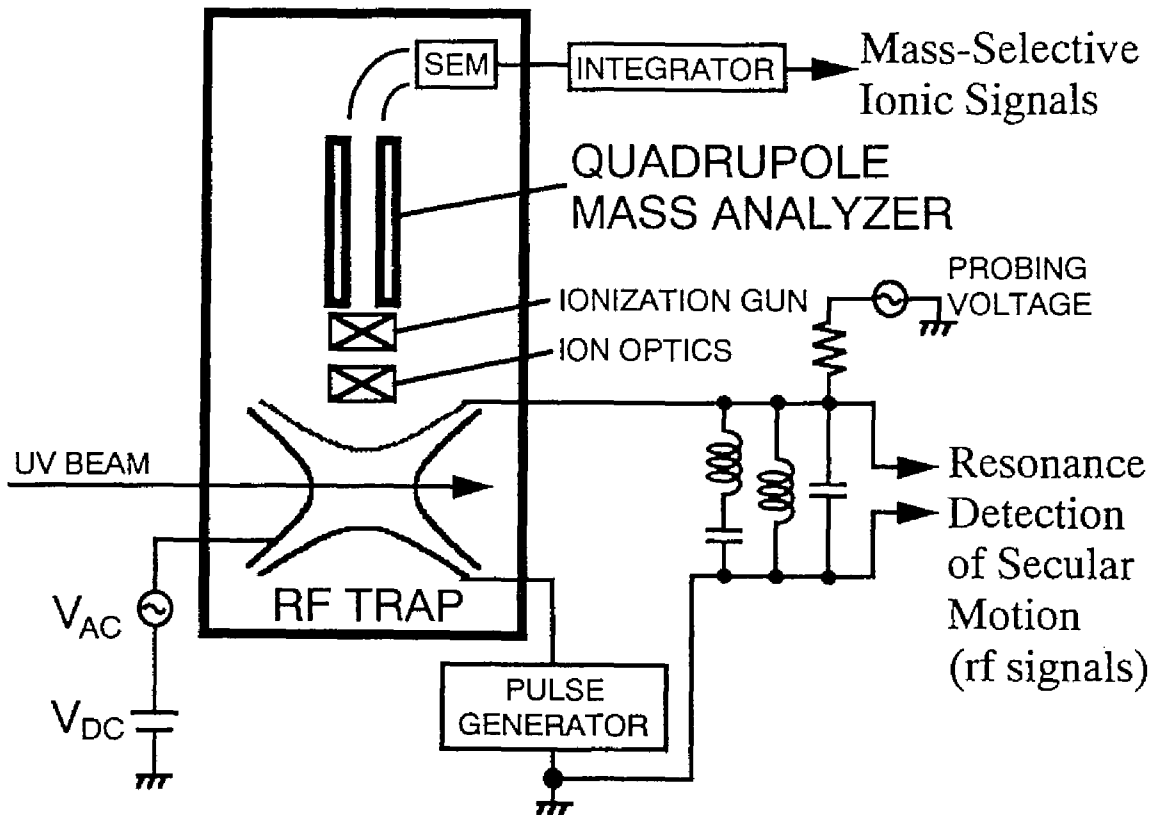 SEM
INTEGRATOR
Mass-Selective
Ionic Signals
QUADRUPOLE
MASS ANALYZER
PROBING
VOLTAGE
IONIZATION GUN
ION OPTICS
UV BEAM
Resonance
Detection
of Secular
Motion
(rf signals)
RF TRAP
VAC
VDC
PULSE
GENERATOR